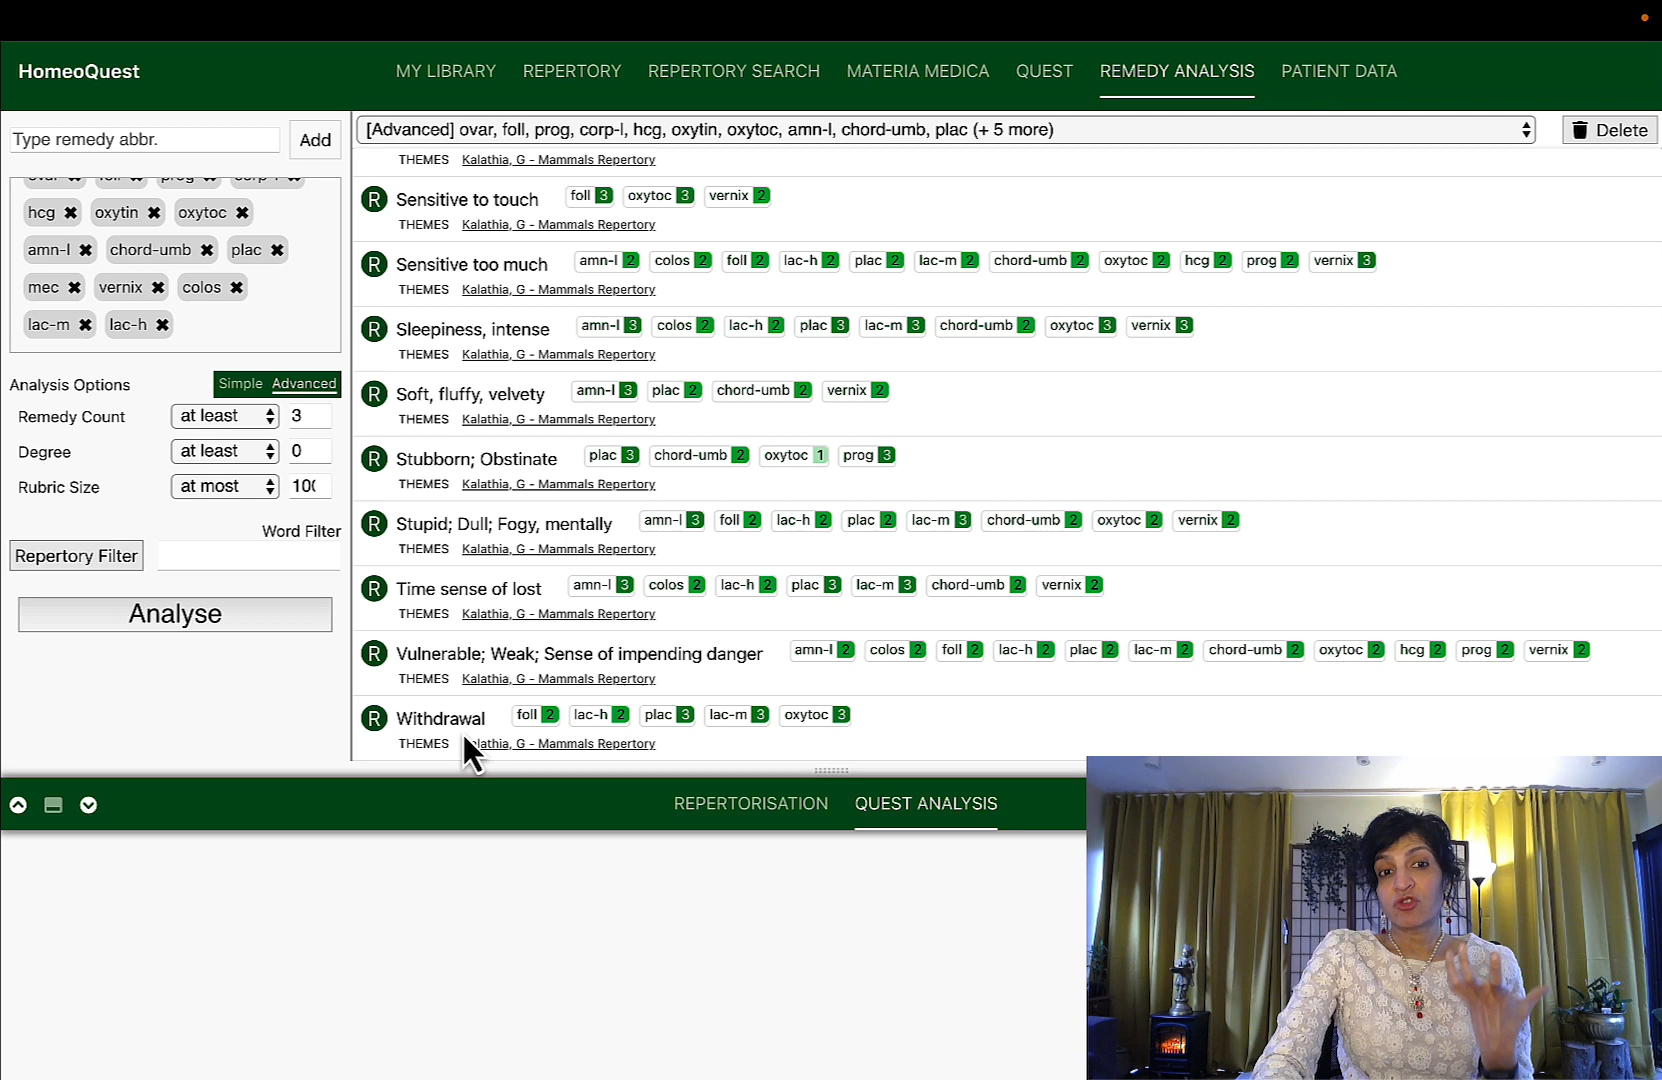 HomeoQuest
MY LIBRARY REPERTORY REPERTORY SEARCH MATERIA MEDICA QUEST REMEDY ANALYSIS PATIENT DATA
Type remedy abbr. Add
hcg ✖ oxytin ✖ oxytoc ✖
amn-l ✖ chord-umb ✖ plac ✖
mec ✖ vernix ✖ colos ✖
lac-m ✖ lac-h ✖
Analysis Options Simple Advanced
Remedy Count at least 3
Degree at least 0
Rubric Size at most
Word Filter
Repertory Filter
Analyse
[Advanced] ovar, foll, prog, corp-l, hcg, oxytin, oxytoc, amn-l, chord-umb, plac (+ 5 more) Delete
THEMES Kalathia, G - Mammals Repertory
R Sensitive to touch foll 3 oxytoc 3 vernix 2
THEMES Kalathia, G - Mammals Repertory
R Sensitive too much amn-l 2 colos 2 foll 2 lac-h 2 plac 2 lac-m 2 chord-umb 2 oxytoc 2 hcg 2 prog 2 vernix 3
THEMES Kalathia, G - Mammals Repertory
R Sleepiness, intense amn-l 3 colos 2 lac-h 2 plac 3 lac-m 3 chord-umb 2 oxytoc 3 vernix 3
THEMES Kalathia, G - Mammals Repertory
R Soft, fluffy, velvety amn-l 3 plac 2 chord-umb 2 vernix 2
THEMES Kalathia, G - Mammals Repertory
R Stubborn; Obstinate plac 3 chord-umb 2 oxytoc 1 prog 3
THEMES Kalathia, G - Mammals Repertory
R Stupid; Dull; Fogy, mentally amn-l 3 foll 2 lac-h 2 plac 2 lac-m 3 chord-umb 2 oxytoc 2 vernix 2
THEMES Kalathia, G - Mammals Repertory
R Time sense of lost amn-l 3 colos 2 lac-h 2 plac 3 lac-m 3 chord-umb 2 vernix 2
THEMES Kalathia, G - Mammals Repertory
R Vulnerable; Weak; Sense of impending danger amn-l 2 colos 2 foll 2 lac-h 2 plac 2 lac-m 2 chord-umb 2 oxytoc 2 hcg 2 prog 2 vernix 2
THEMES Kalathia, G - Mammals Repertory
R Withdrawal foll 2 lac-h 2 plac 3 lac-m 3 oxytoc 3
THEMES G - Mammals Repertory
REPERTORISATION QUEST ANALYSIS